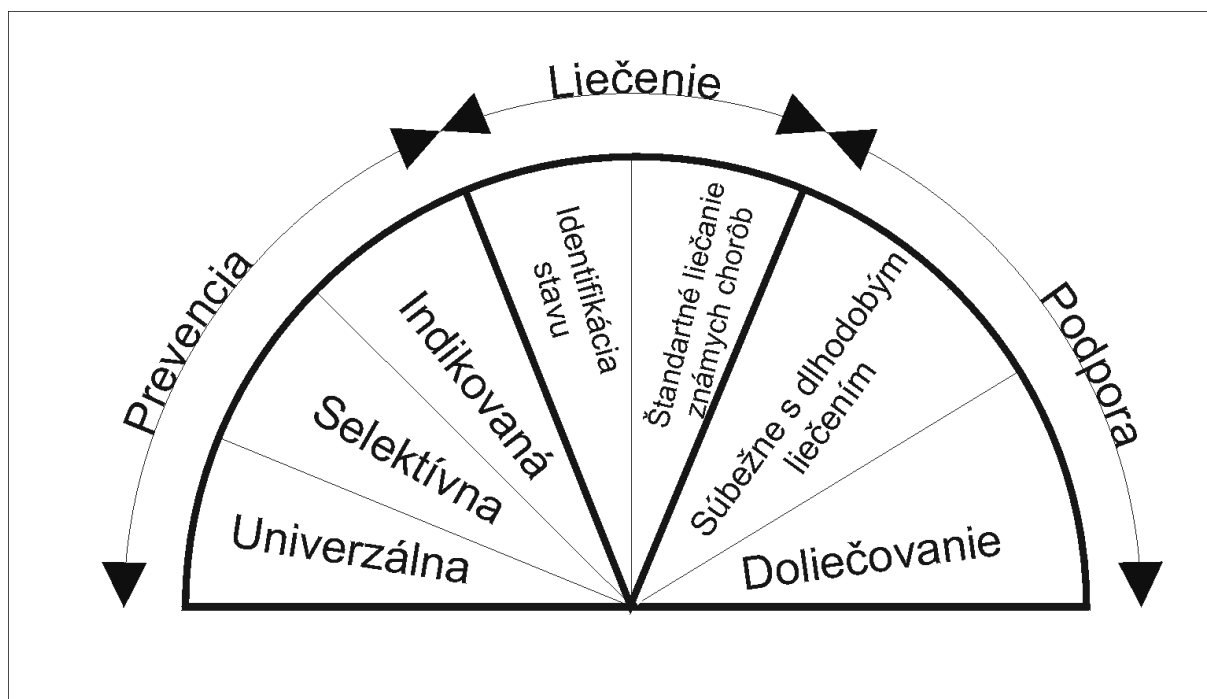 Liečenie
Prevencia
Podpora
Univerzálna
Selektívna
Indikovaná
Identifikácia
stavu
Štandartné liečanie
známych chorôb
Súbežne s dlhodobým
liečením
Doliečovanie